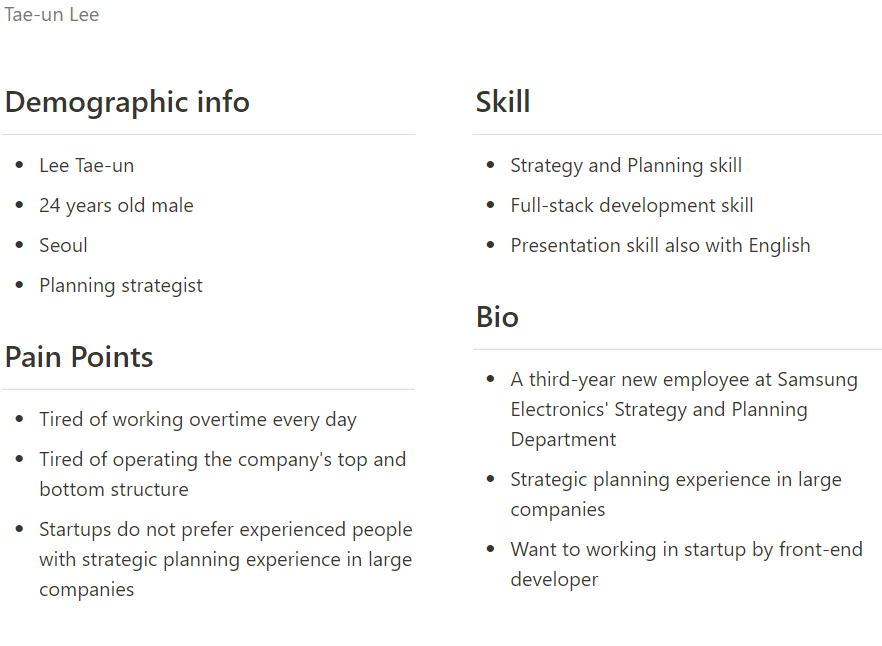 Tae-un Lee
Demographic info
Lee Tae-un
24 years old male
Seoul
Planning strategist
Pain Points
Tired of working overtime every day
Tired of operating the company's top and
bottom structure
Startups do not prefer experienced people
with strategic planning experience in large
companies
Skill
Strategy and Planning skill
Full-stack development skill
Presentation skill also with English
Bio
A third-year new employee at Samsung
Electronics' Strategy and Planning
Department
Strategic planning experience in large
companies
Want to working in startup by front-end
developer